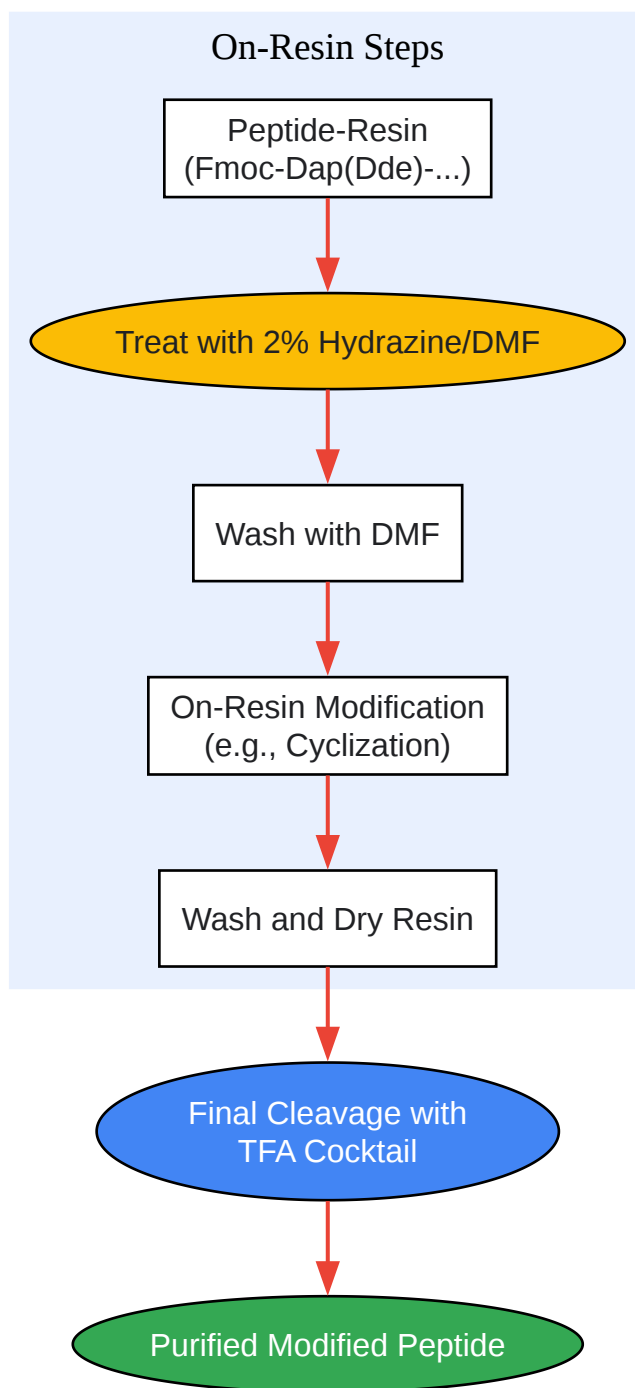 On-Resin Steps
Peptide-Resin
(Fmoc-Dap(Dde)-...)
Treat with 2% Hydrazine/DMF
Wash with DMF
On-Resin Modification
(e.g., Cyclization)
Wash and Dry Resin
Final Cleavage with
TFA Cocktail
Purified Modified Peptide